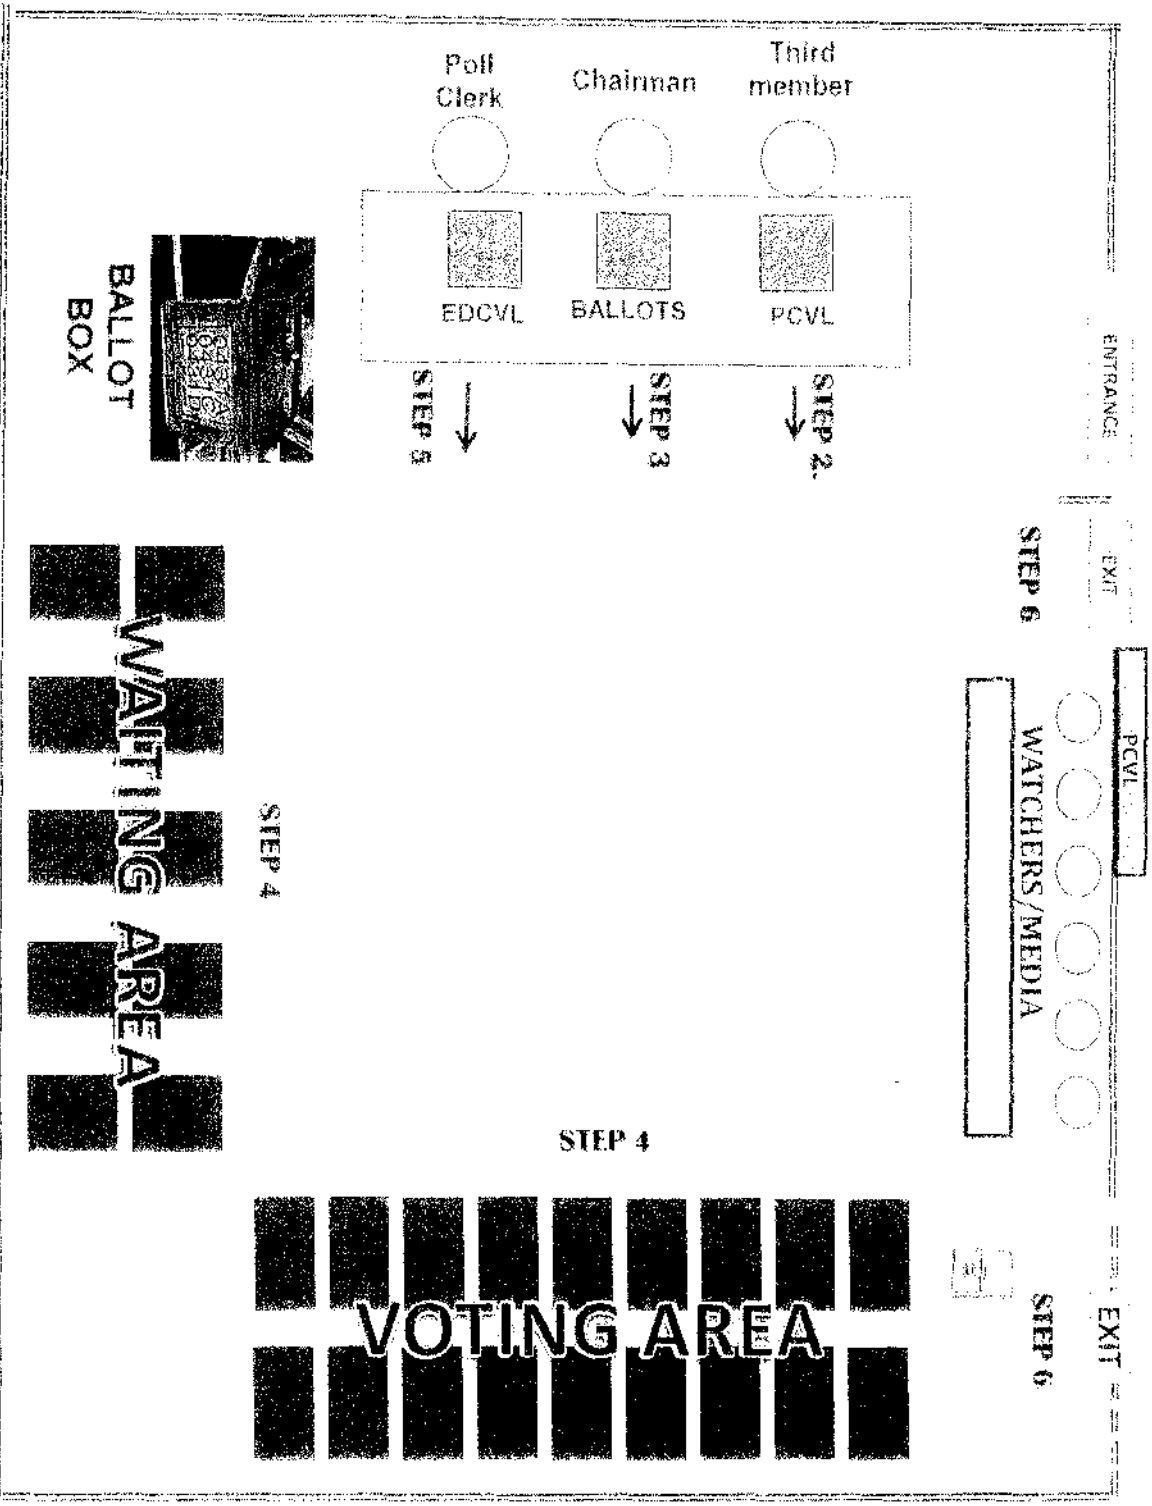 Poll
Clerk
Chainman
Third
member
EDCVL
BALLOTS
PCVL
BALLOT
BOX
STEP 5
STEP 3
STEP 2.
ENTRANCE
EXIT
STEP 6
PCVL
WATCHERS/MEDIA
WAITING AREA
STEP 4
STEP 4
VOTING AREA
STEP 6
EXIT